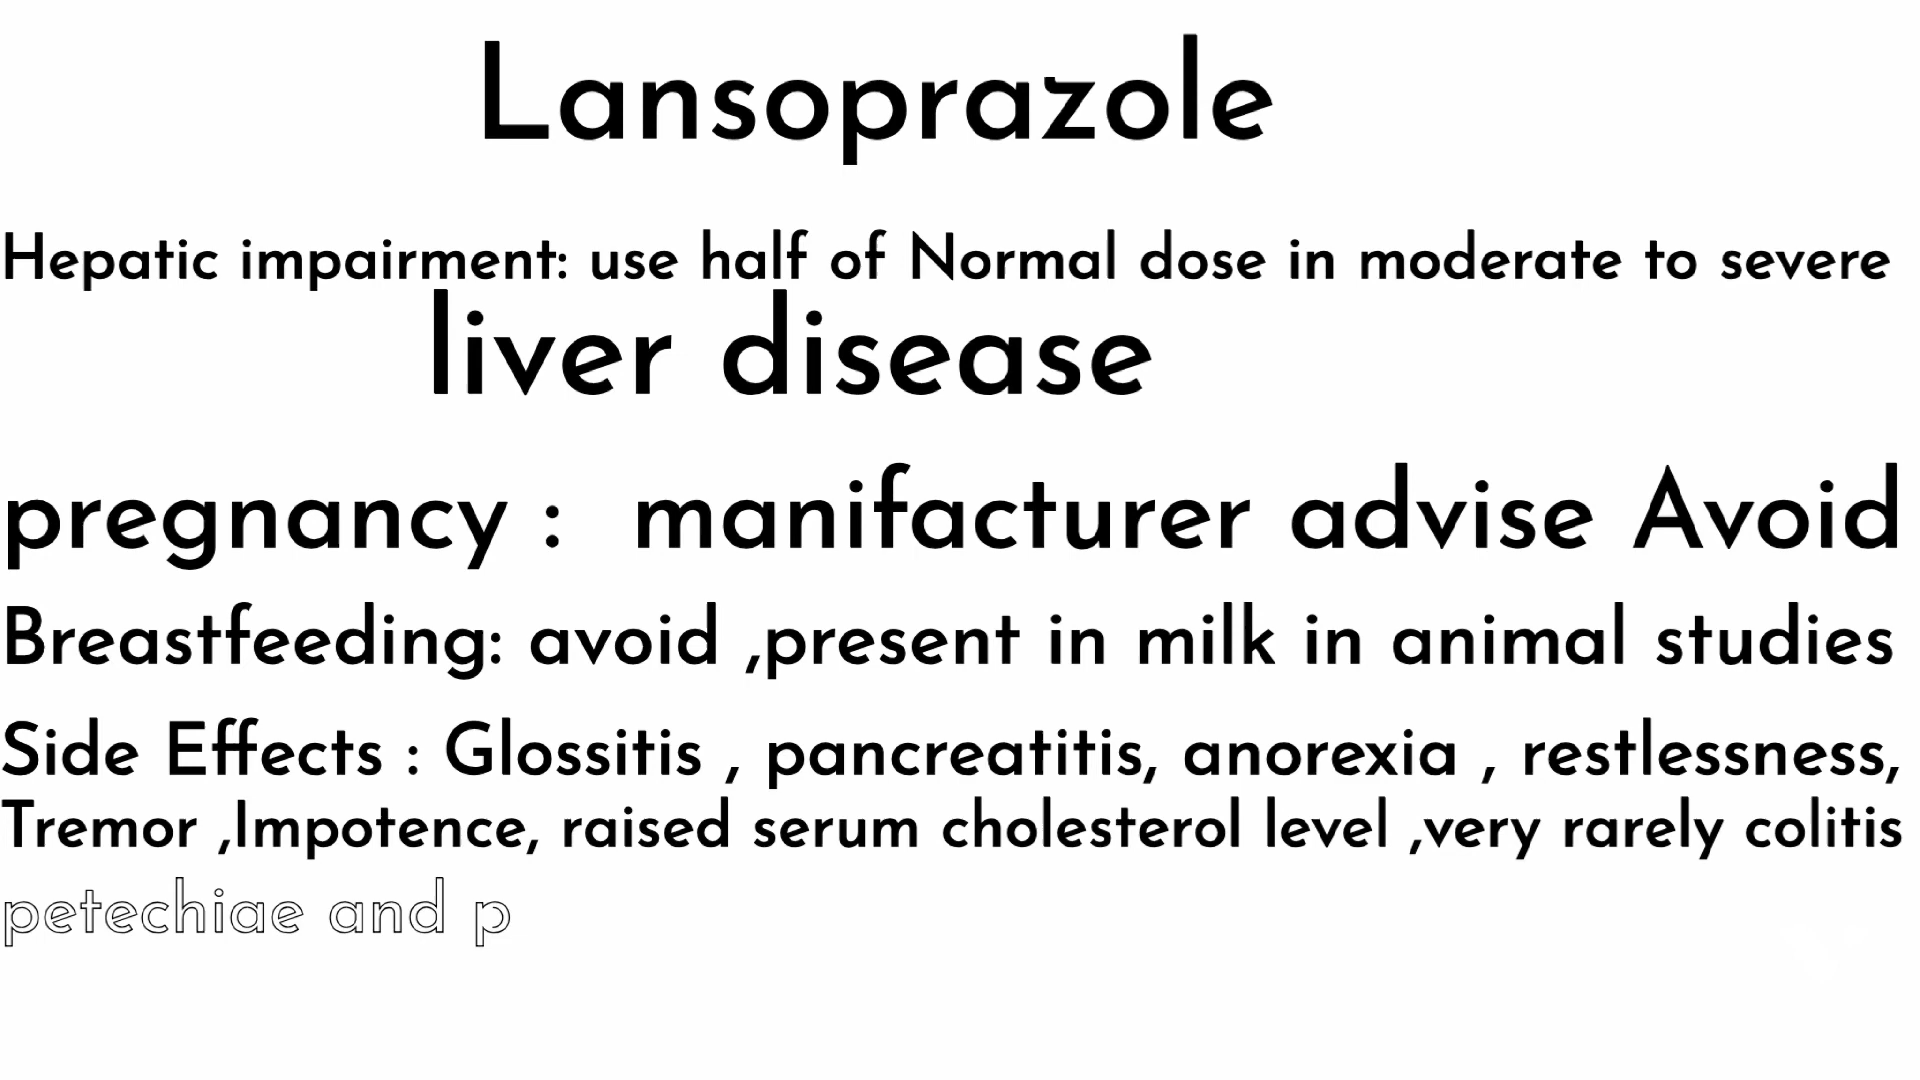 Lansoprazole
Hepatic impairment: use half of Normal dose in moderate to severe
liver disease
pregnancy :  manifacturer advise Avoid
Breastfeeding: avoid ,present in milk in animal studies
Side Effects : Glossitis , pancreatitis, anorexia , restlessness,
Tremor ,Impotence, raised serum cholesterol level ,very rarely colitis
petechiae and p